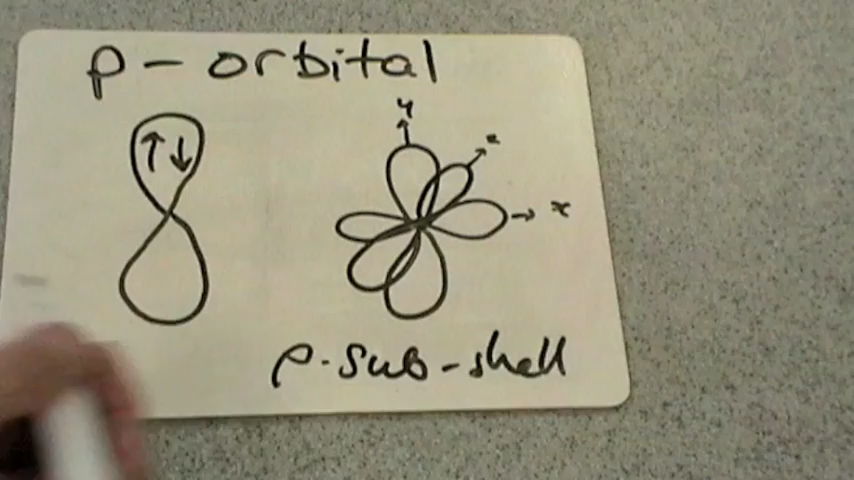 p - orbital
↑↓
y
z
x
p-sub-shell